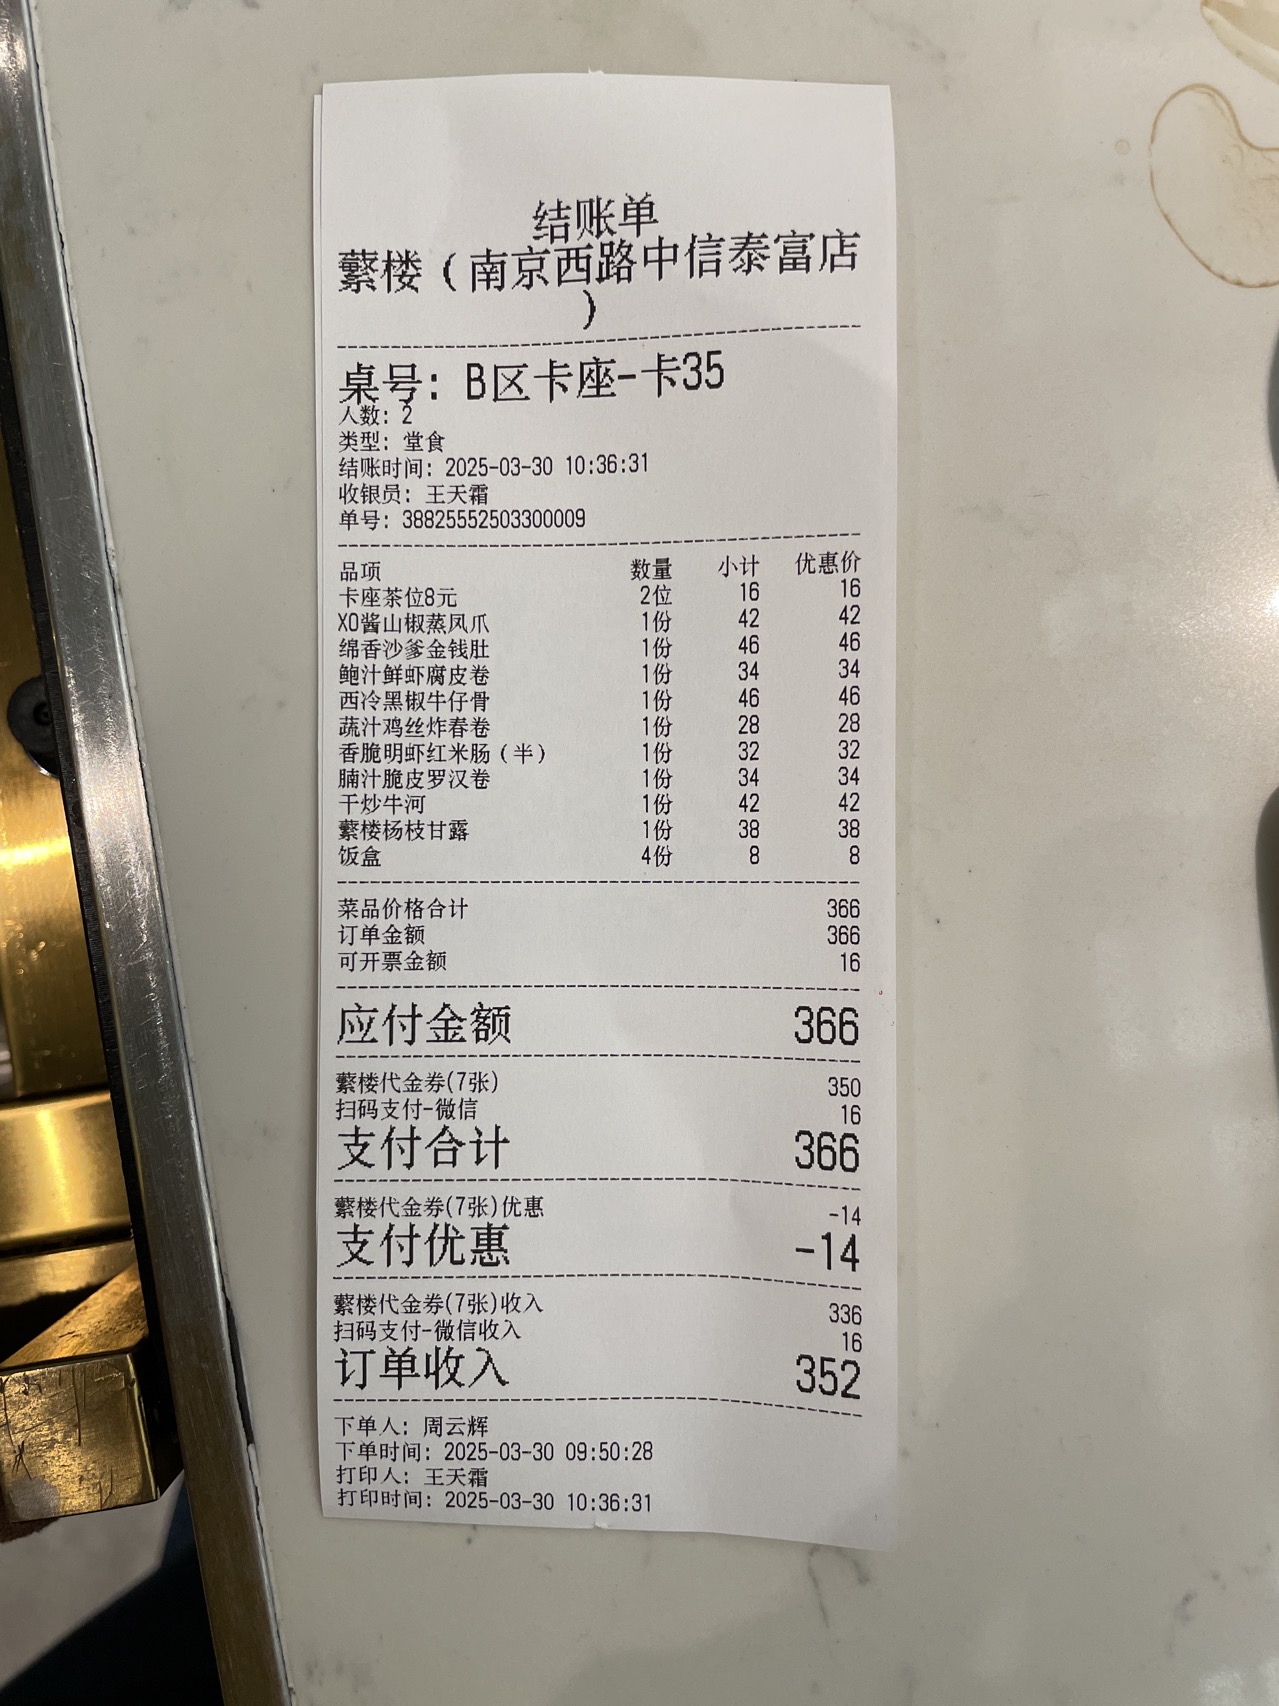 结账单
蘩楼（南京西路中信泰富店
）
桌号: B区卡座-卡35
人数: 2
类型: 堂食
结账时间: 2025-03-30 10:36:31
收银员: 王天霜
单号: 38825552503300009
品项 数量 小计 优惠价
卡座茶位8元 2位 16 16
XO酱山椒蒸凤爪 1份 42 42
绵香沙爹金钱肚 1份 46 46
鲍汁鲜虾腐皮卷 1份 34 34
西冷黑椒牛仔骨 1份 46 46
蔬汁鸡丝炸春卷 1份 28 28
香脆明虾红米肠（半） 1份 32 32
腩汁脆皮罗汉卷 1份 34 34
干炒牛河 1份 42 42
蘩楼杨枝甘露 1份 38 38
饭盒 4份 8 8
菜品价格合计 366
订单金额 366
可开票金额 16
应付金额 366
蘩楼代金券(7张) 350
扫码支付-微信 16
支付合计 366
蘩楼代金券(7张)优惠 -14
支付优惠 -14
蘩楼代金券(7张)收入 336
扫码支付-微信收入 16
订单收入 352
下单人: 周云辉
下单时间: 2025-03-30 09:50:28
打印人: 王天霜
打印时间: 2025-03-30 10:36:31